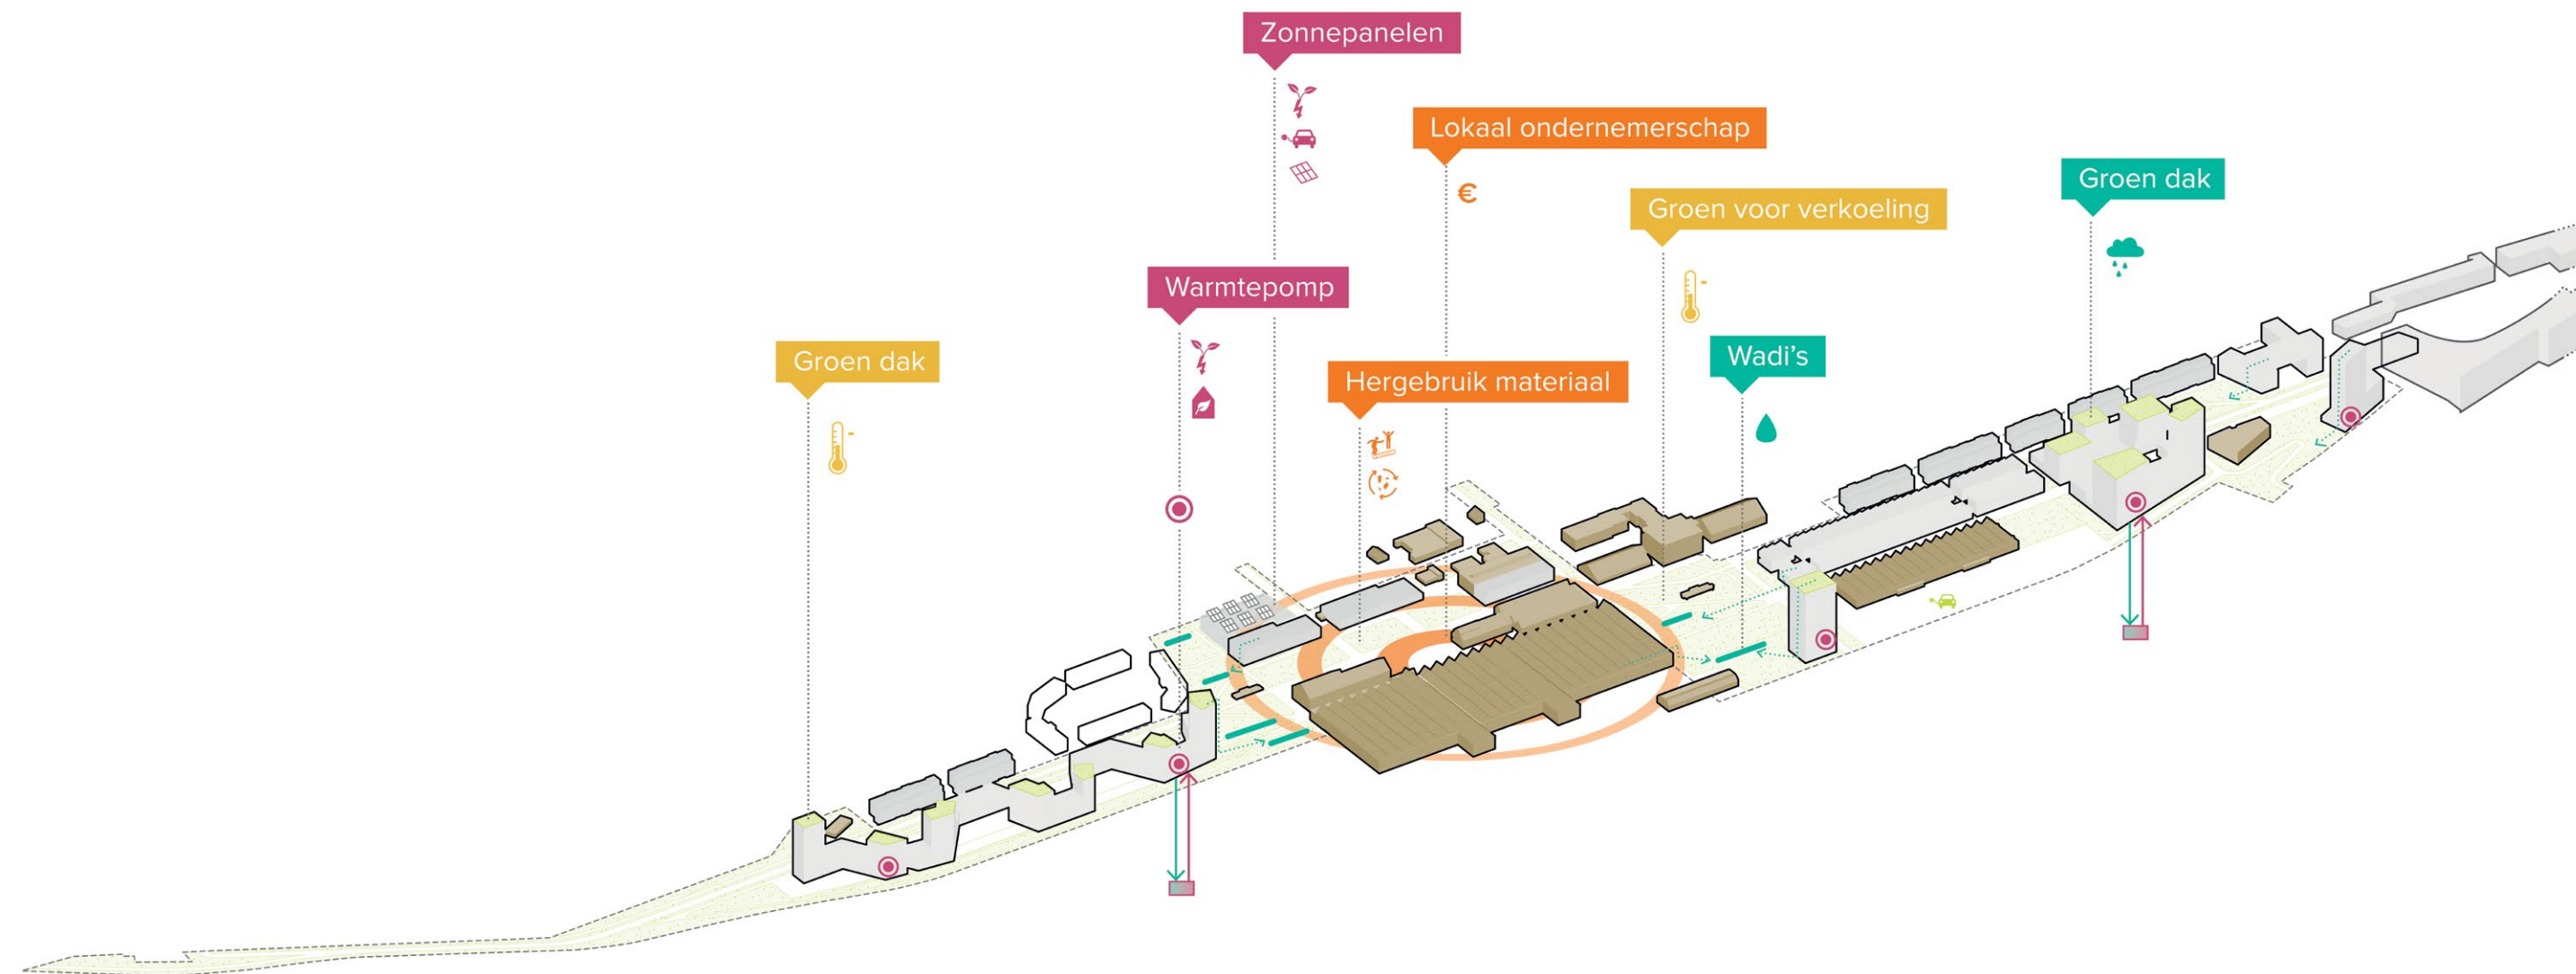 Zonnepanelen
Lokaal ondernemerschap
€
Groen dak
Groen voor verkoeling
Warmtepomp
Wadi's
Groen dak
Hergebruik materiaal